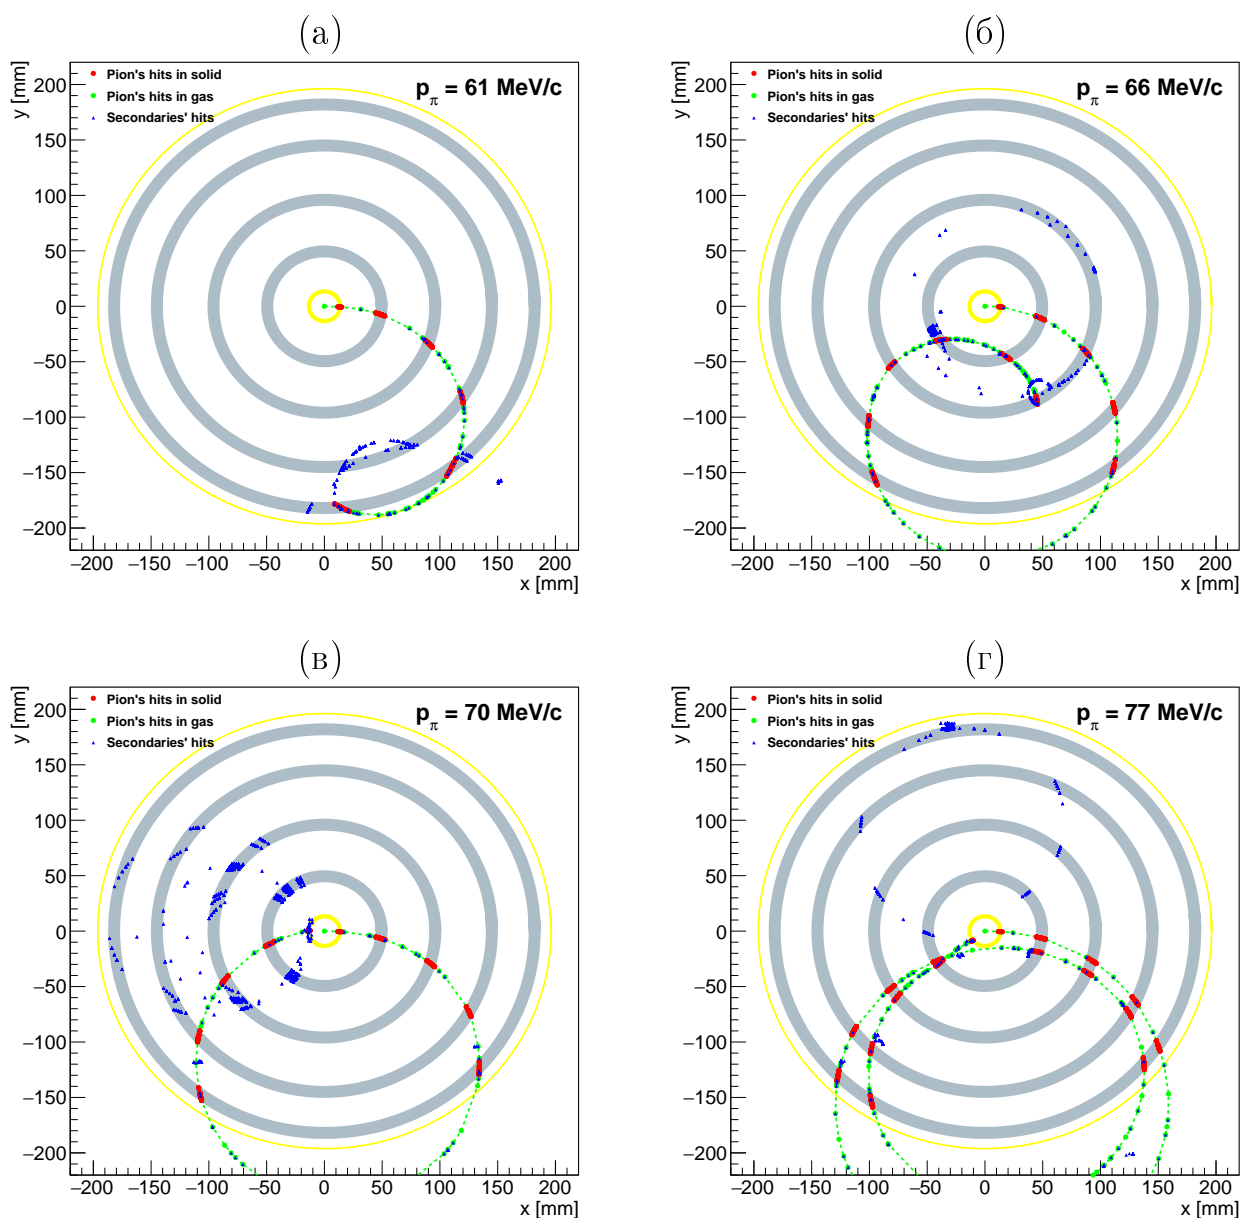 (а)
y [mm]
Pion's hits in solid
Pion's hits in gas
Secondaries' hits
p_π = 61 MeV/c
200
150
100
50
0
−50
−100
−150
−200
−200 −150 −100 −50 0 50 100 150 200
x [mm]
(б)
y [mm]
Pion's hits in solid
Pion's hits in gas
Secondaries' hits
p_π = 66 MeV/c
200
150
100
50
0
−50
−100
−150
−200
−200 −150 −100 −50 0 50 100 150 200
x [mm]
(в)
y [mm]
Pion's hits in solid
Pion's hits in gas
Secondaries' hits
p_π = 70 MeV/c
200
150
100
50
0
−50
−100
−150
−200
−200 −150 −100 −50 0 50 100 150 200
x [mm]
(г)
y [mm]
Pion's hits in solid
Pion's hits in gas
Secondaries' hits
p_π = 77 MeV/c
200
150
100
50
0
−50
−100
−150
−200
−200 −150 −100 −50 0 50 100 150 200
x [mm]